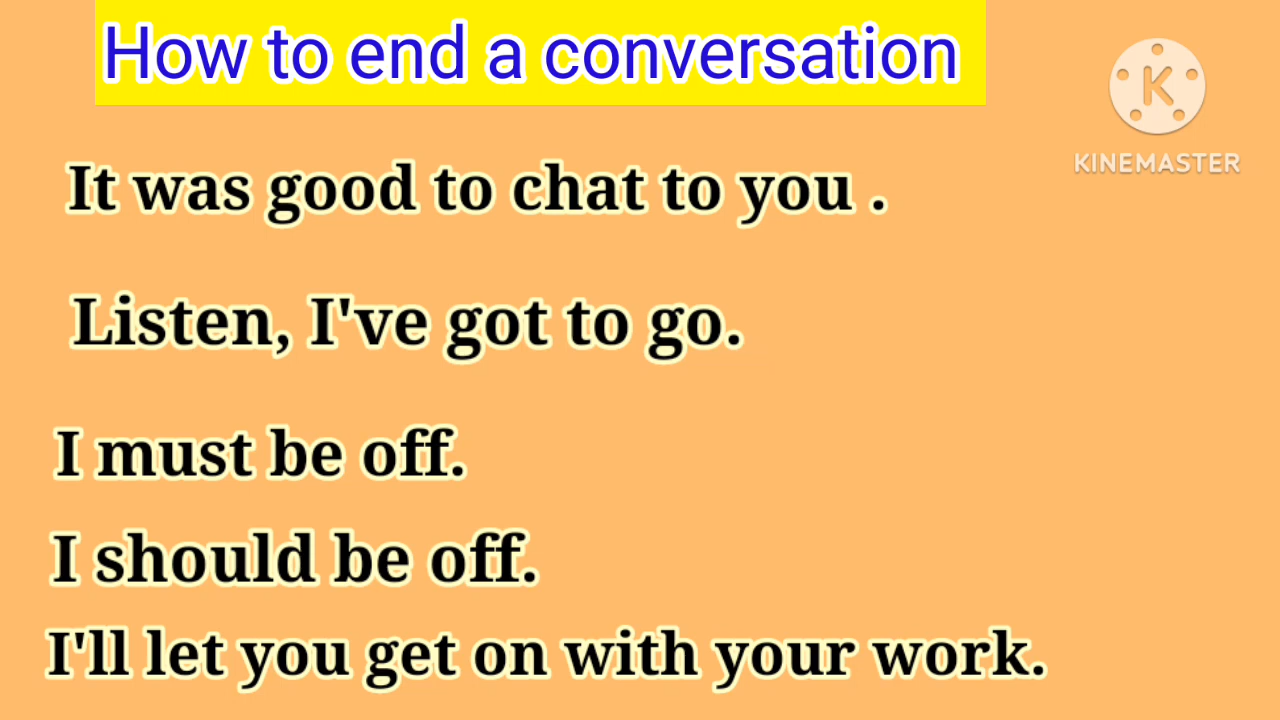 How to end a conversation
K
KINEMASTER
It was good to chat to you .
Listen, I've got to go.
I must be off.
I should be off.
I'll let you get on with your work.